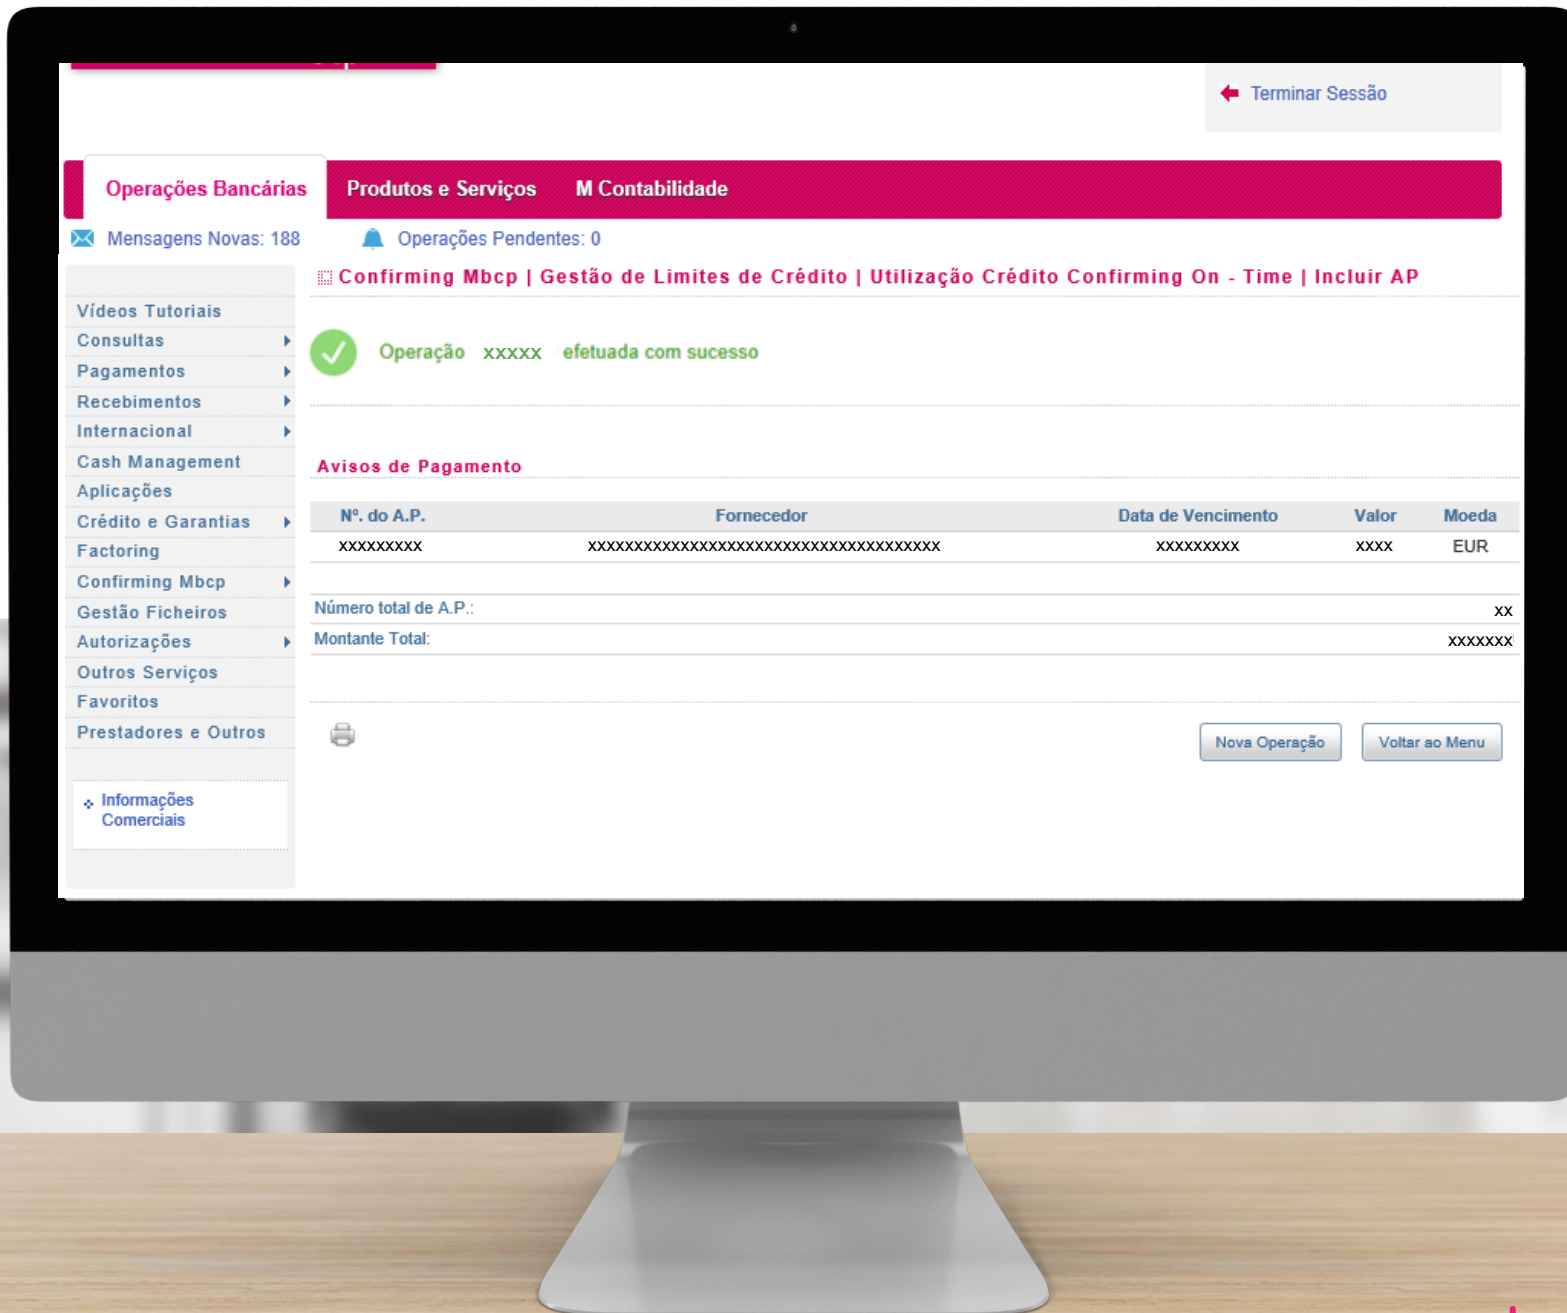 Terminar Sessão
Operações Bancárias Produtos e Serviços M Contabilidade
Mensagens Novas: 188 Operações Pendentes: 0
Confirming Mbcp | Gestão de Limites de Crédito | Utilização Crédito Confirming On - Time | Incluir AP
Vídeos Tutoriais
Consultas
Pagamentos
Recebimentos
Internacional
Cash Management
Aplicações
Crédito e Garantias
Factoring
Confirming Mbcp
Gestão Ficheiros
Autorizações
Outros Serviços
Favoritos
Prestadores e Outros
Informações
Comerciais
Operação xxxxx efetuada com sucesso
Avisos de Pagamento
Nº. do A.P. Fornecedor Data de Vencimento Valor Moeda
xxxxxxxxx xxxxxxxxxxxxxxxxxxxxxxxxxxxxxxxxxxxxxx xxxxxxxxx xxxx EUR
Número total de A.P.: xx
Montante Total: xxxxxxx
Nova Operação Voltar ao Menu